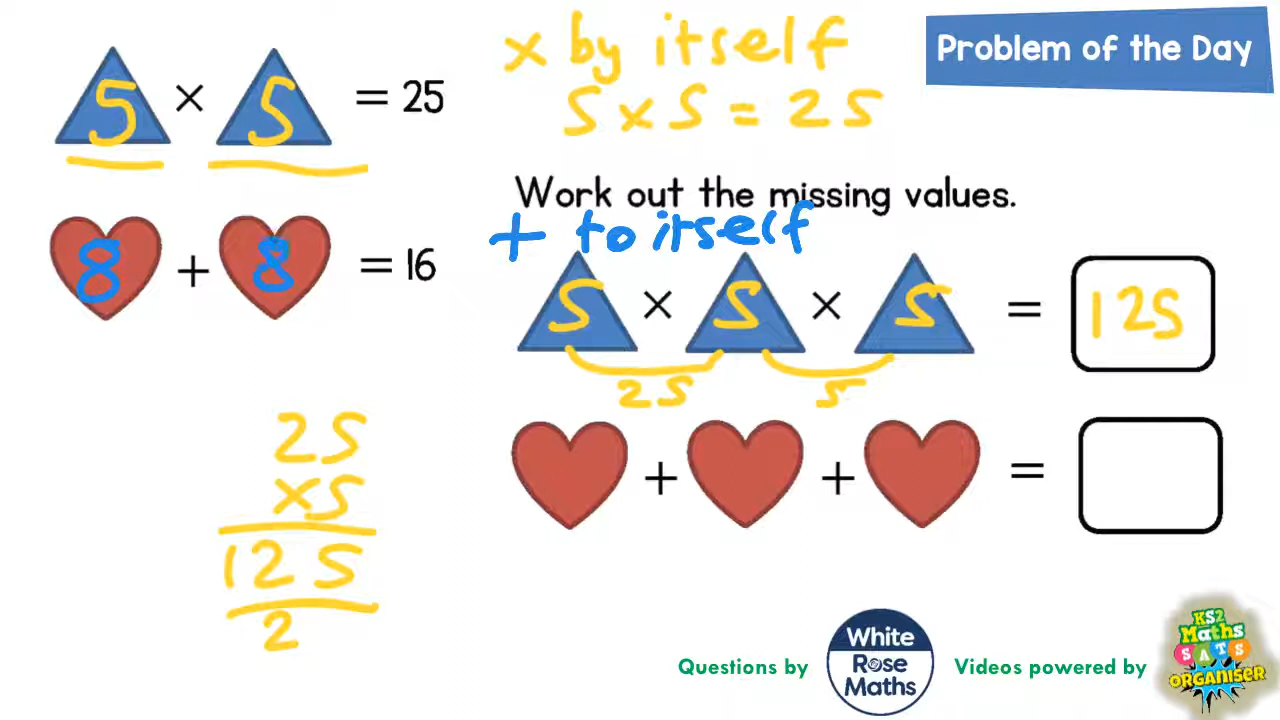 Problem of the Day
x by itself
5 x 5 = 25
5 × 5 = 25
Work out the missing values.
+ to itself
8 + 8 = 16
5 × 5 × 5 = 125
25 5
+ + =
25
x5
125
2
Questions by
White
Rose
Maths
Videos powered by
KS2
Maths
SATS
ORGANISER